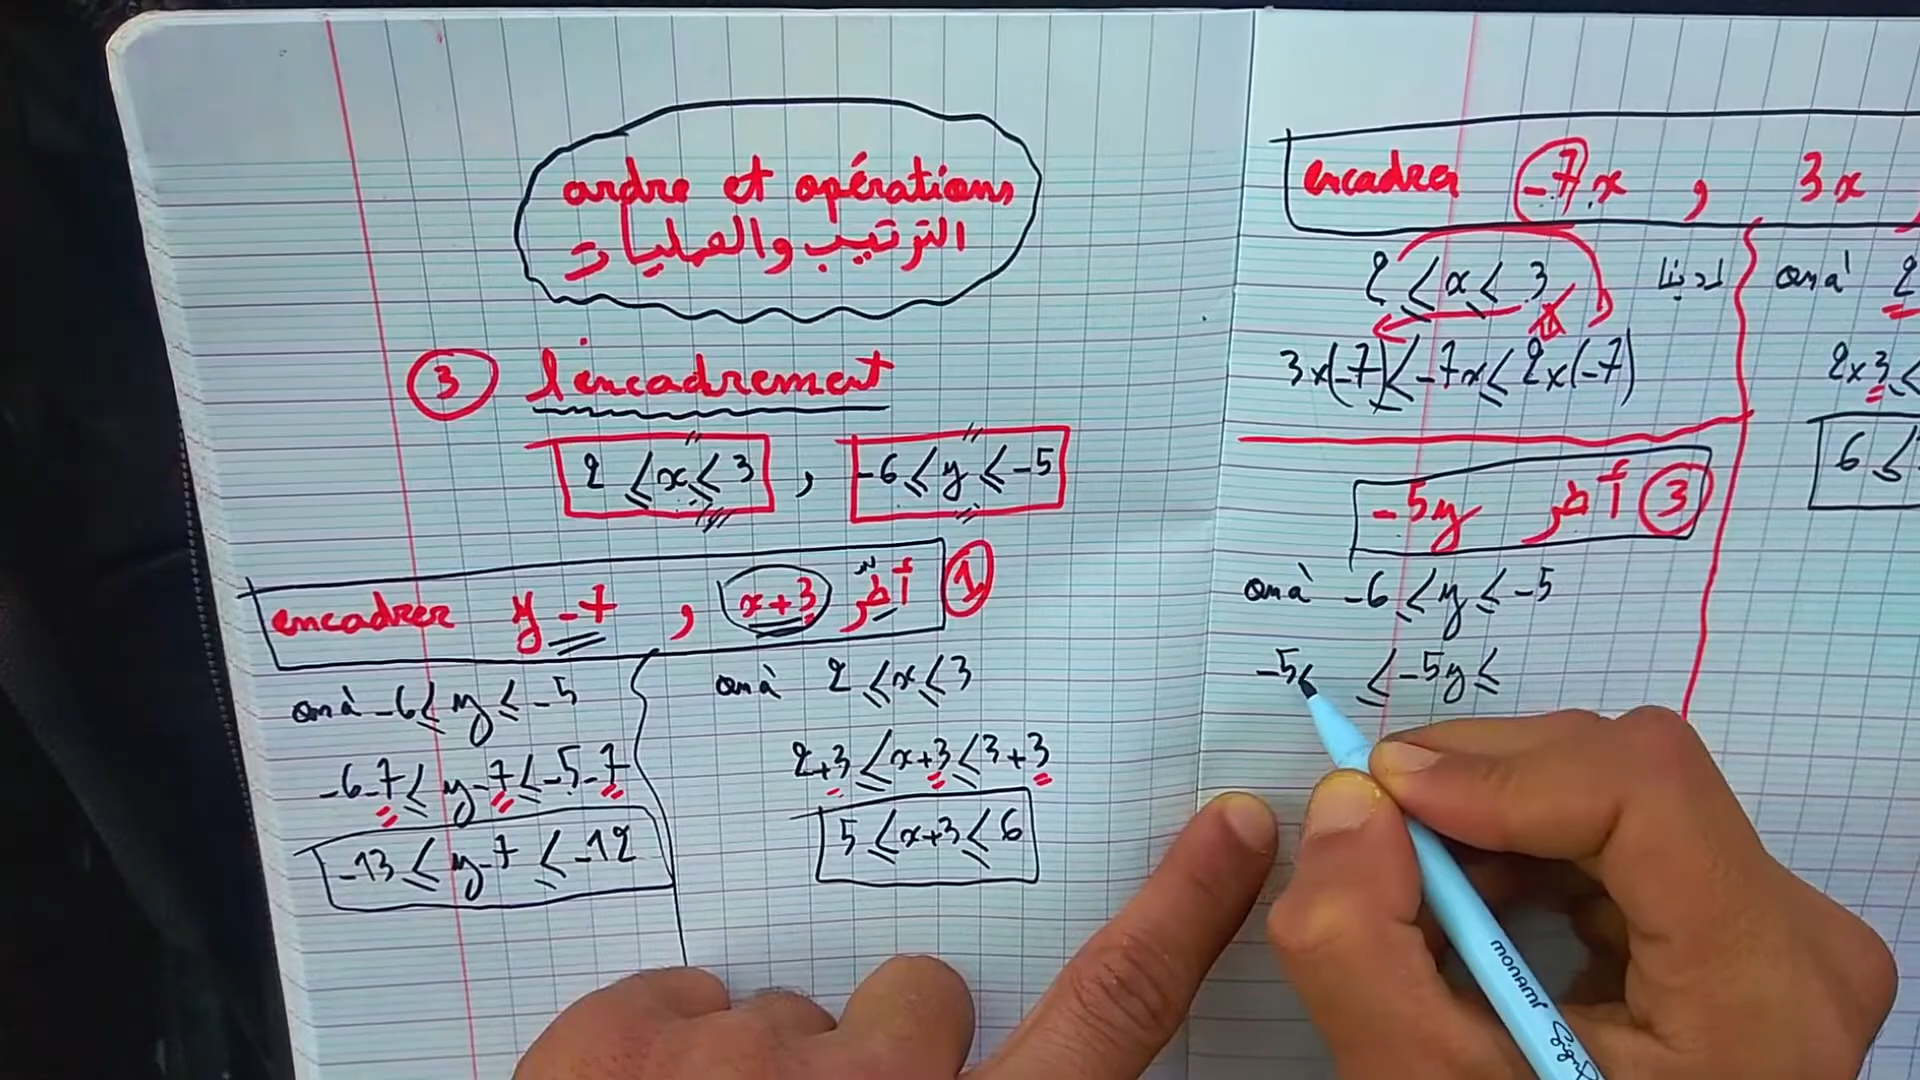 ordre et opérations
الترتيب والعمليات
3 l'encadrement
2 ≤ x ≤ 3 , -6 ≤ y ≤ -5
encadrer y-7 , x+3 أطر 1
on à -6 ≤ y ≤ -5
-6-7 ≤ y-7 ≤ -5-7
-13 ≤ y-7 ≤ -12
on à 2 ≤ x ≤ 3
2+3 ≤ x+3 ≤ 3+3
5 ≤ x+3 ≤ 6
encadrer -7x , 3x
2 ≤ x ≤ 3 لدينا
3x(-7) ≤ -7x ≤ 2x(-7)
on à 2
2x3 ≤
6 ≤
-5y أطر 3
on à -6 ≤ y ≤ -5
-5 ≤ -5y ≤
monami